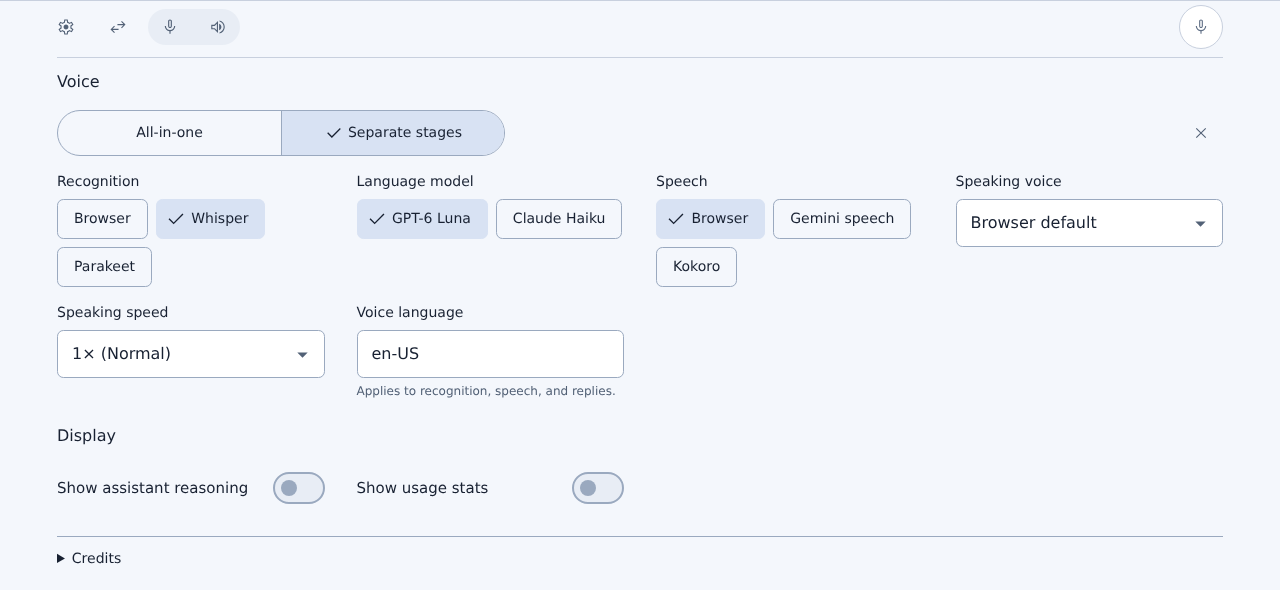 Voice
All-in-one
Separate stages
Recognition
Browser
Whisper
Parakeet
Language model
GPT-6 Luna
Claude Haiku
Speech
Browser
Gemini speech
Kokoro
Speaking voice
Browser default
Speaking speed
1× (Normal)
Voice language
en-US
Applies to recognition, speech, and replies.
Display
Show assistant reasoning
Show usage stats
Credits